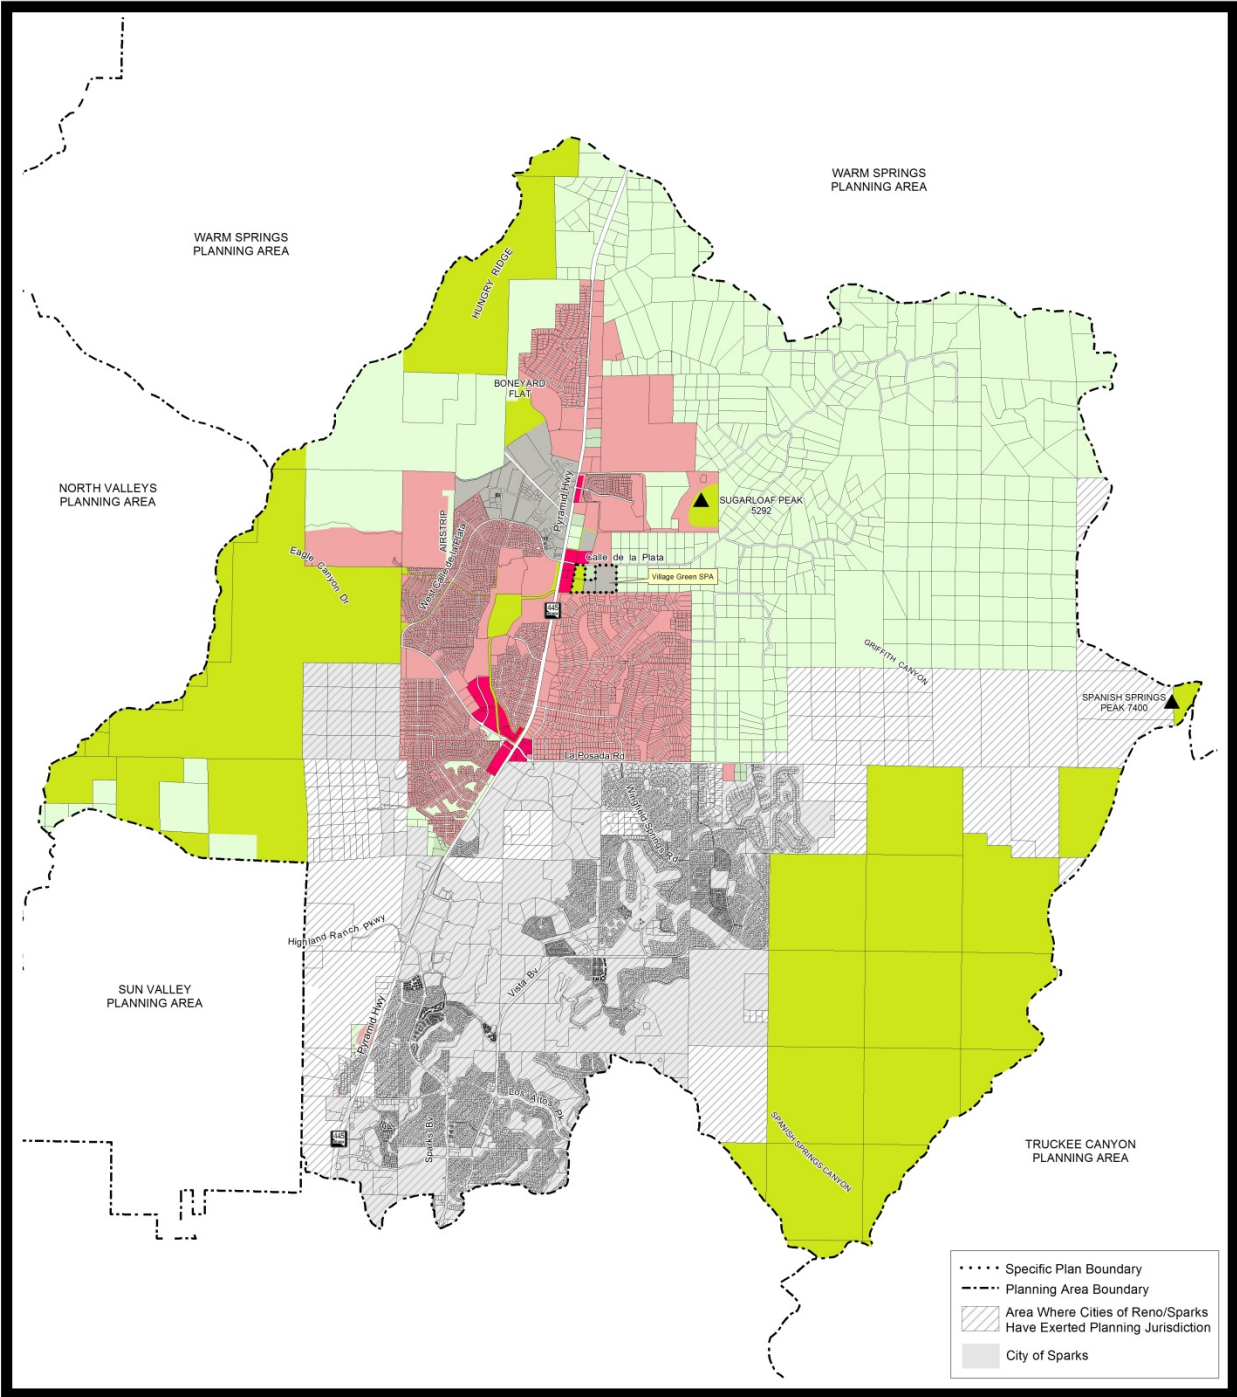 WARM SPRINGS
PLANNING AREA
WARM SPRINGS
PLANNING AREA
HUNGRY RIDGE
BONEYARD
FLAT
NORTH VALLEYS
PLANNING AREA
Pyramid Hwy
SUGARLOAF PEAK
5292
AIRSTRIP
West Calle de la Plata
Eagle Canyon Dr
Calle de la Plata
Village Green SPA
445
GRIFFITH CANYON
SPANISH SPRINGS
PEAK 7400
La Posada Rd
Wingfield Springs Rd
Highland Ranch Pkwy
Vista Bv
SUN VALLEY
PLANNING AREA
Pyramid Hwy
Los Altos Pk
Sparks Bv
445
SPANISH SPRINGS CANYON
TRUCKEE CANYON
PLANNING AREA
Specific Plan Boundary
Planning Area Boundary
Area Where Cities of Reno/Sparks
Have Exerted Planning Jurisdiction
City of Sparks